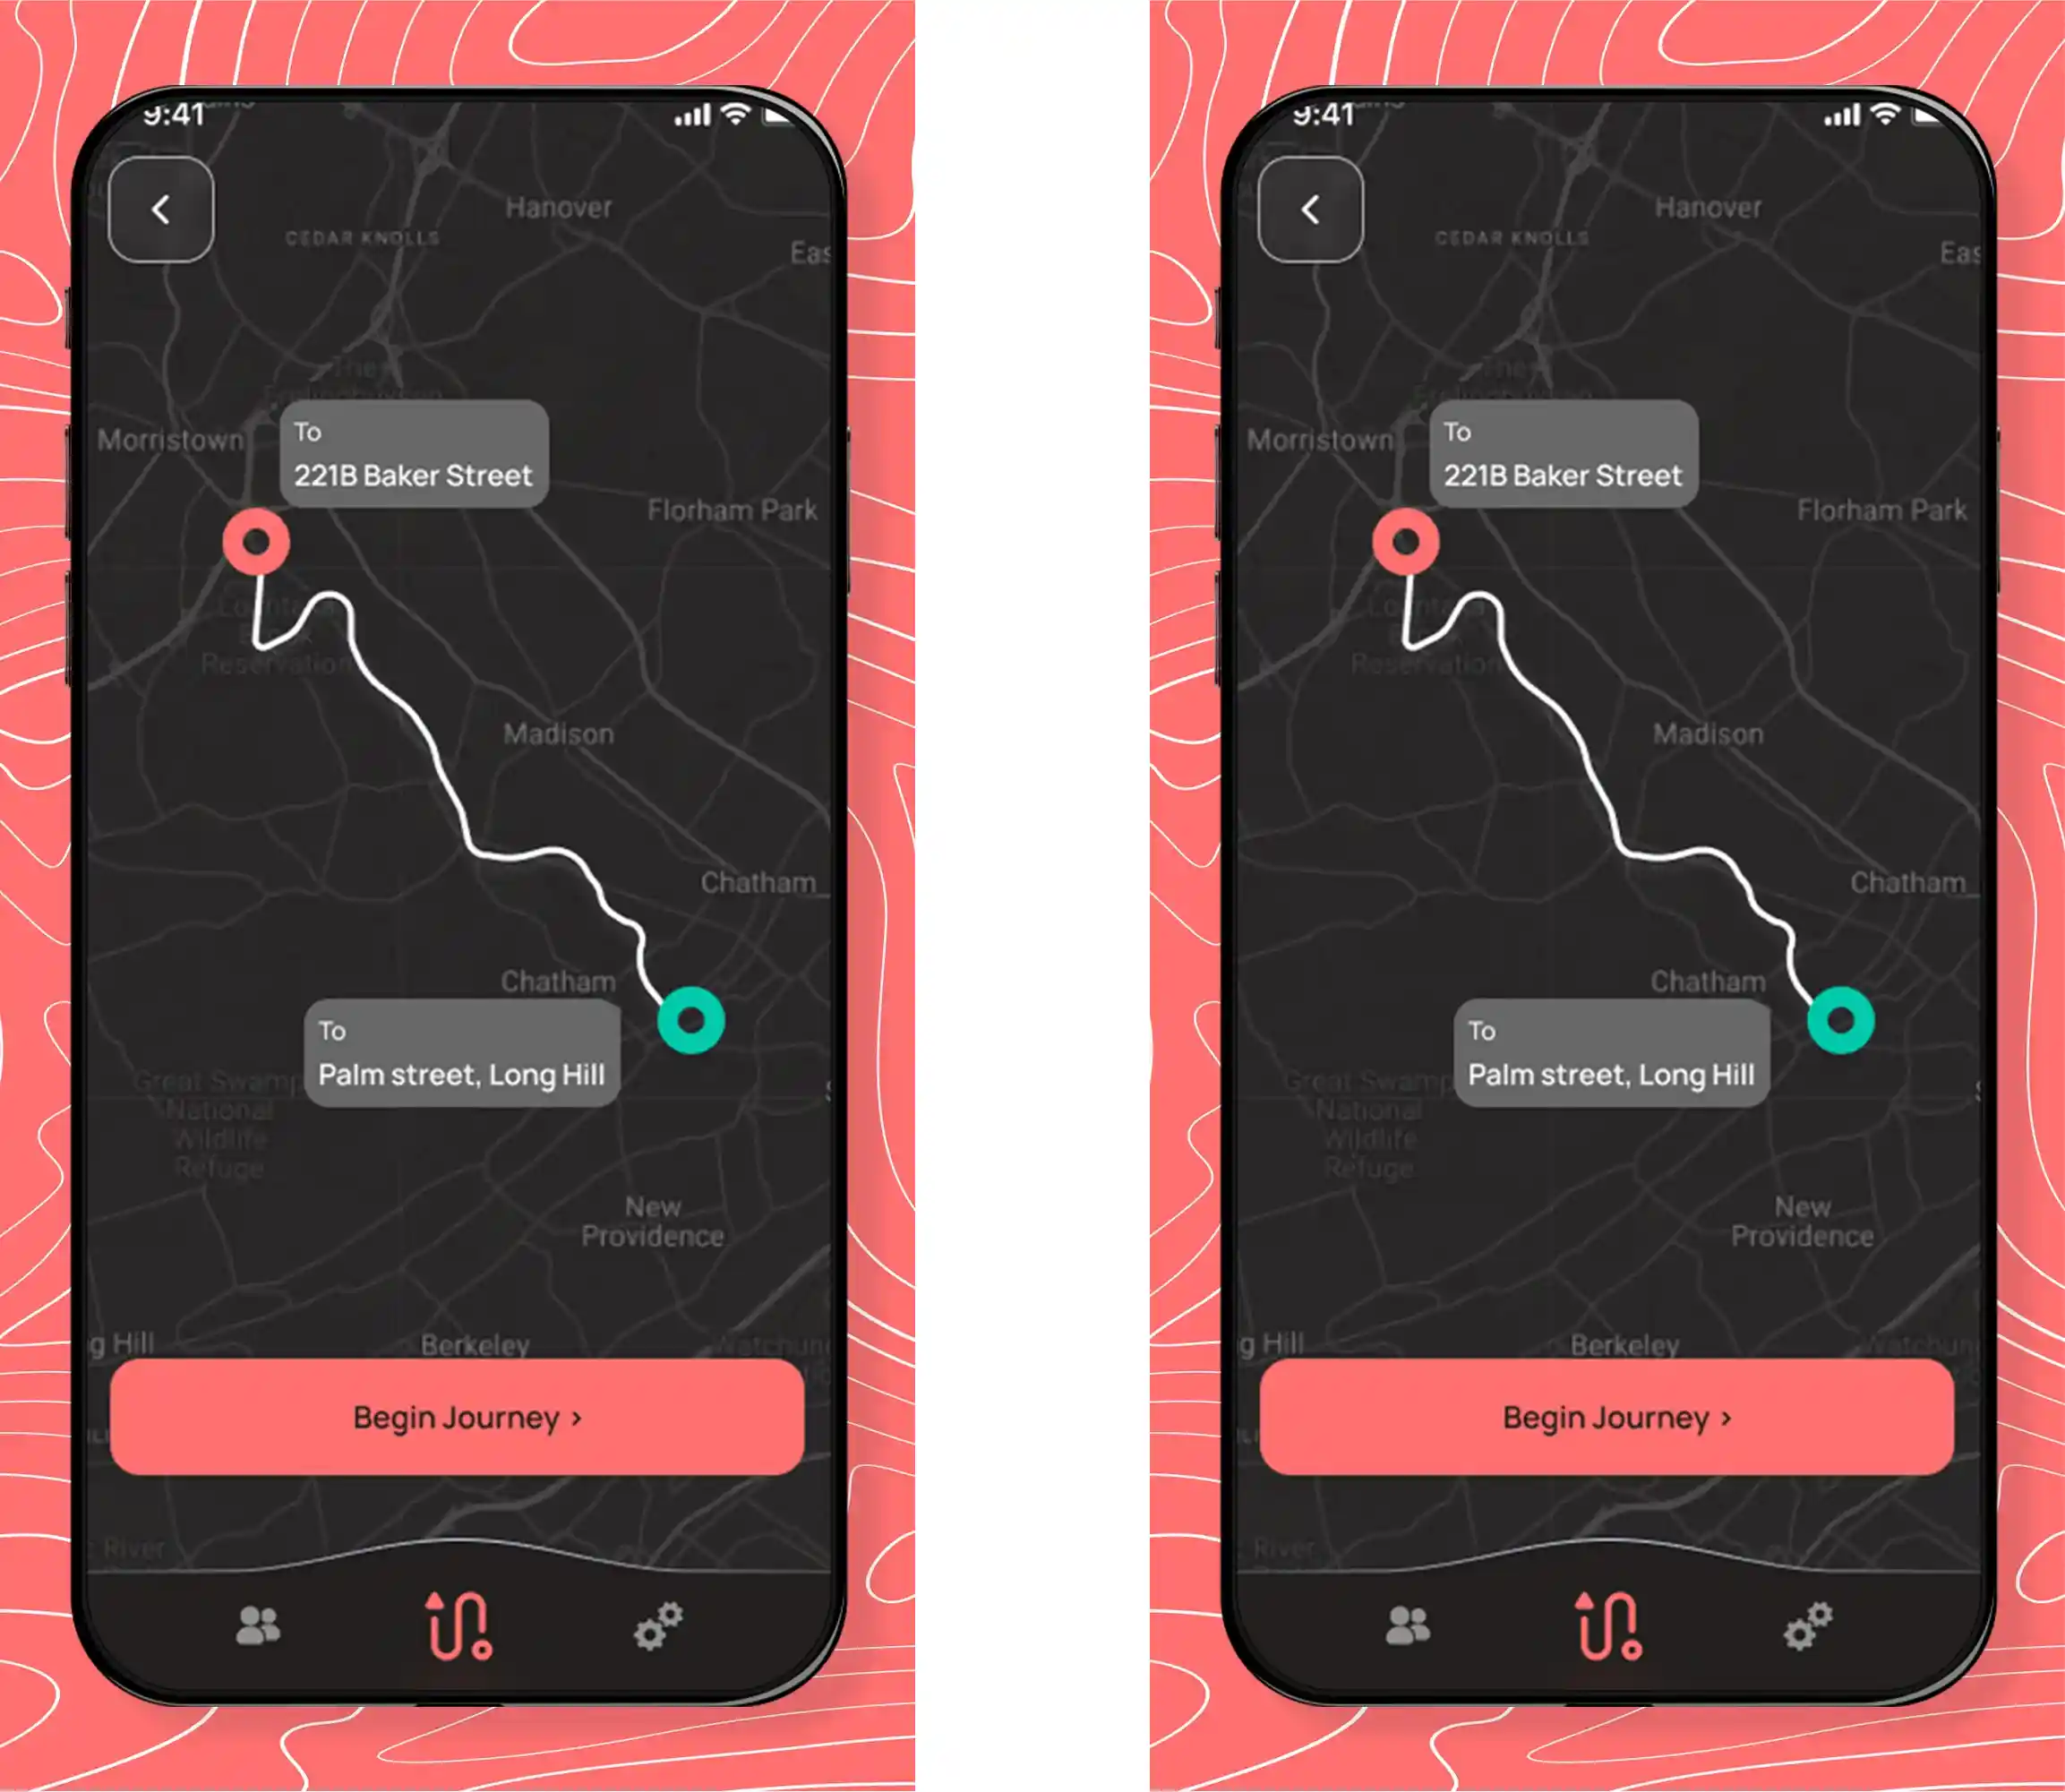 9:41
Hanover
CEDAR KNOLLS
Eas
The
Morristown
To
221B Baker Street
Florham Park
Reservation
Madison
Chatham
Chatham
To
Palm street, Long Hill
Great Swamp
National
Wildlife
Refuge
New
Providence
g Hill
Berkeley
Begin Journey >
River
9:41
Hanover
CEDAR KNOLLS
Eas
The
Morristown
To
221B Baker Street
Florham Park
Reservation
Madison
Chatham
Chatham
To
Palm street, Long Hill
Great Swamp
National
Wildlife
Refuge
New
Providence
g Hill
Berkeley
Begin Journey >
River